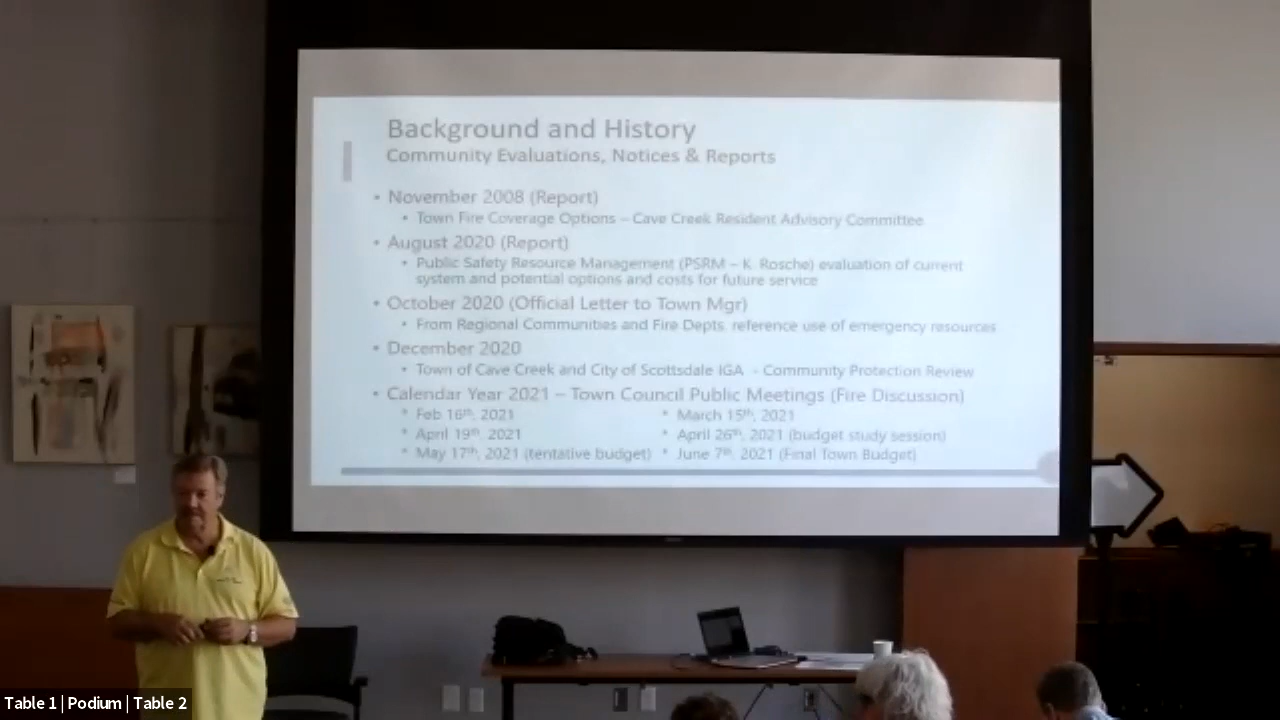 Background and History
Community Evaluations, Notices & Reports
• November 2008 (Report)
• Town Fire Coverage Options – Cave Creek Resident Advisory Committee
• August 2020 (Report)
• Public Safety Resource Management (PSRM – K. Rosche) evaluation of current
system and potential options and costs for future service
• October 2020 (Official Letter to Town Mgr)
• From Regional Communities and Fire Depts. reference use of emergency resources
• December 2020
• Town of Cave Creek and City of Scottsdale IGA - Community Protection Review
• Calendar Year 2021 – Town Council Public Meetings (Fire Discussion)
• Feb 16th, 2021 • March 15th, 2021
• April 19th, 2021 • April 26th, 2021 (budget study session)
• May 17th, 2021 (tentative budget) • June 7th, 2021 (Final Town Budget)
Table 1 | Podium | Table 2